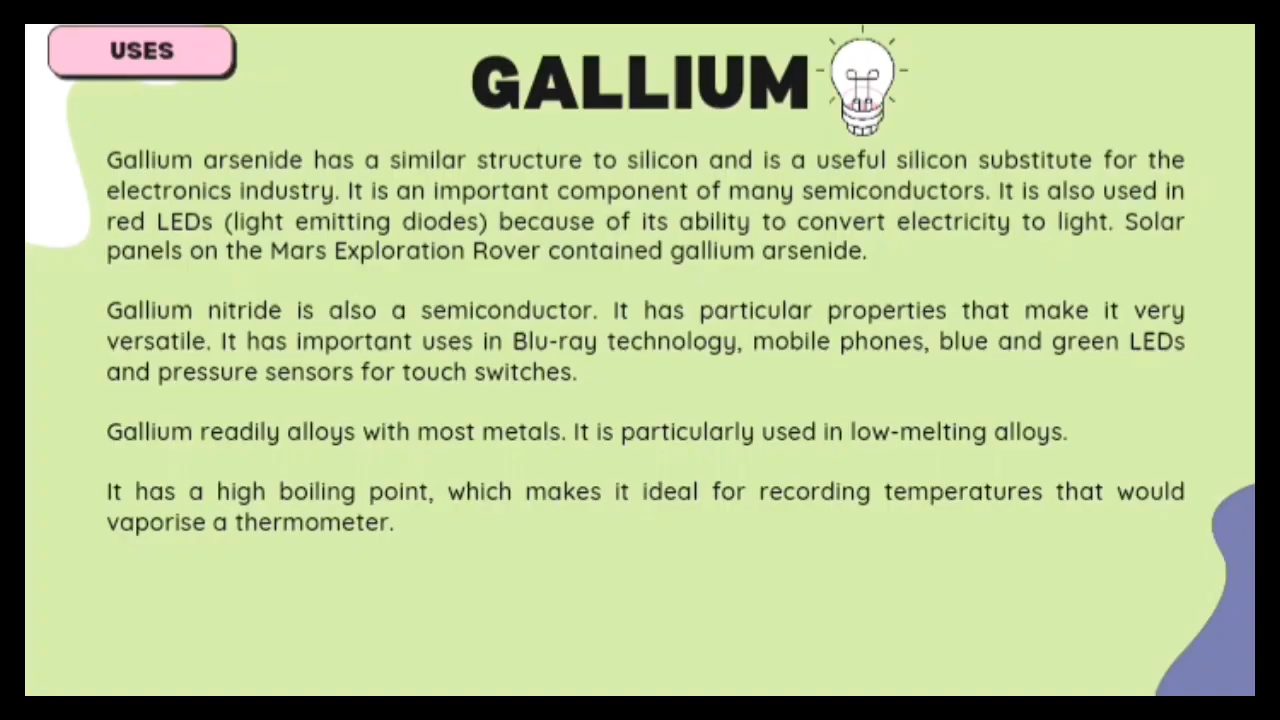 USES
GALLIUM
Gallium arsenide has a similar structure to silicon and is a useful silicon substitute for the
electronics industry. It is an important component of many semiconductors. It is also used in
red LEDs (light emitting diodes) because of its ability to convert electricity to light. Solar
panels on the Mars Exploration Rover contained gallium arsenide.
Gallium nitride is also a semiconductor. It has particular properties that make it very
versatile. It has important uses in Blu-ray technology, mobile phones, blue and green LEDs
and pressure sensors for touch switches.
Gallium readily alloys with most metals. It is particularly used in low-melting alloys.
It has a high boiling point, which makes it ideal for recording temperatures that would
vaporise a thermometer.